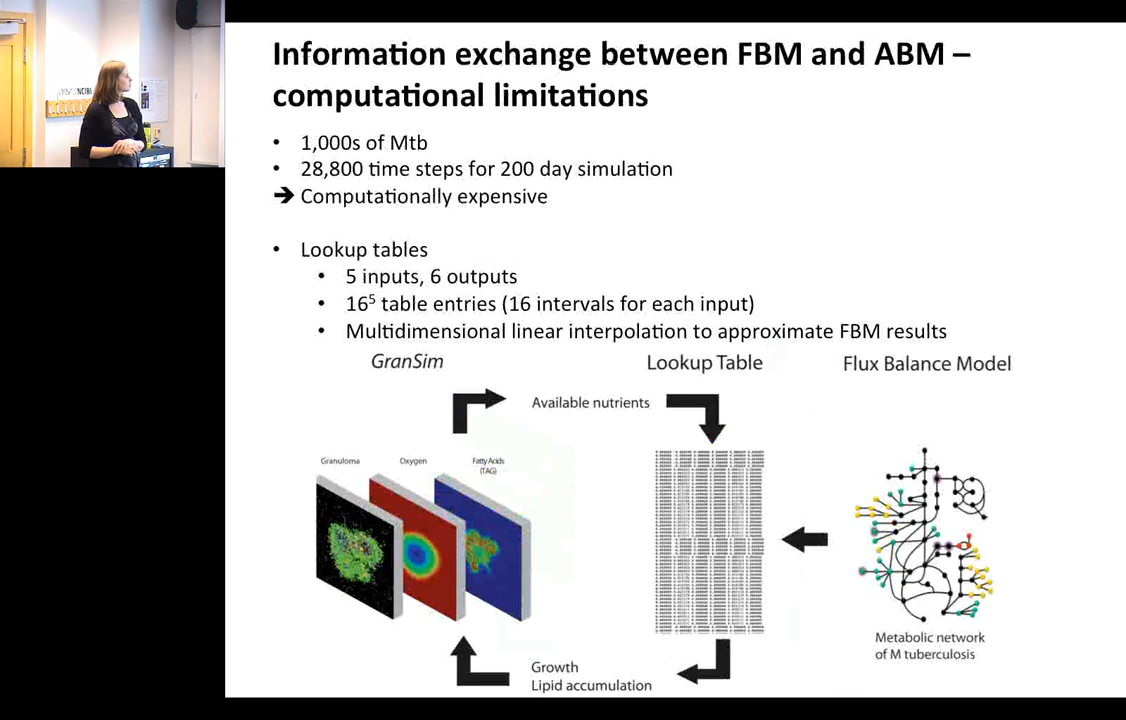 Information exchange between FBM and ABM –
computational limitations
• 1,000s of Mtb
• 28,800 time steps for 200 day simulation
➔ Computationally expensive
• Lookup tables
• 5 inputs, 6 outputs
• 16⁵ table entries (16 intervals for each input)
• Multidimensional linear interpolation to approximate FBM results
GranSim
Lookup Table
Flux Balance Model
Available nutrients
Granuloma
Oxygen
Fatty Acids
(TAG)
Metabolic network
of M tuberculosis
Growth
Lipid accumulation